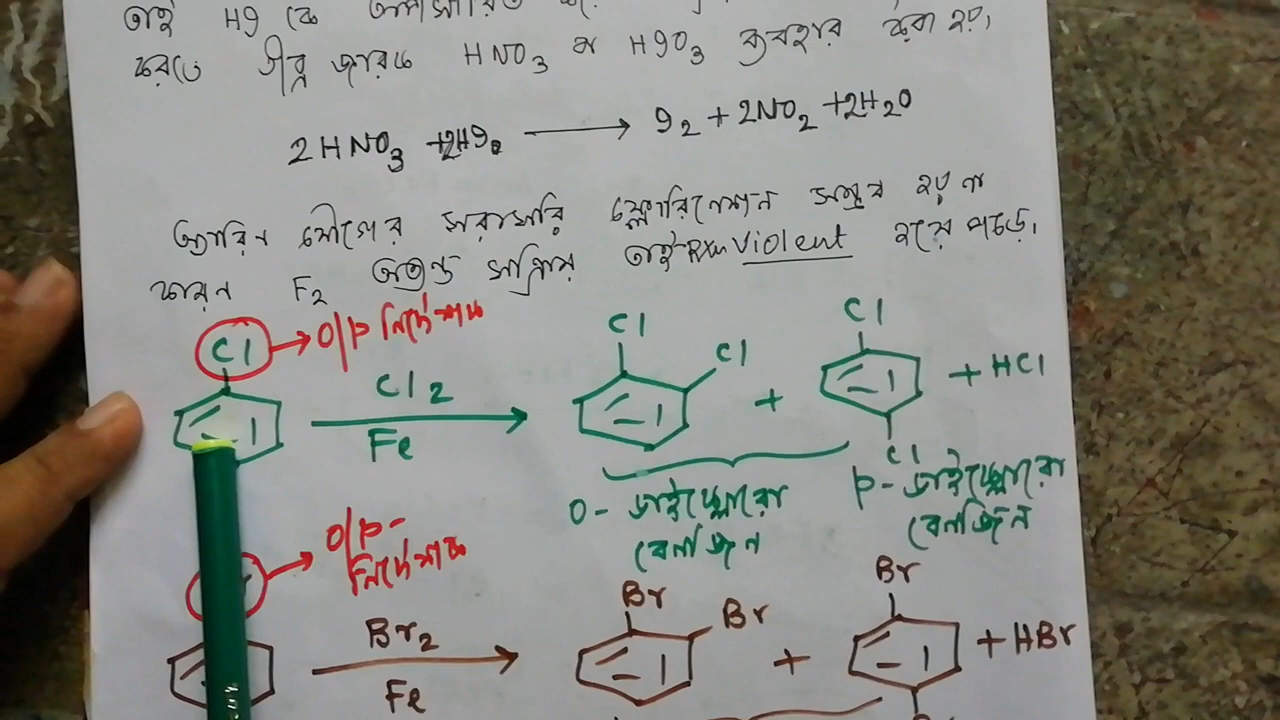 তাই HI কে
করতে তীব্র জারক HNO3 বা HIO3 ব্যবহার করা হয়।
2HNO3 +2HI → I2 + 2NO2 +2H2O
অ্যারিন যৌগের সরাসরি ফ্লোরিনেশন সম্ভব হয় না
কারন F2 অত্যন্ত সক্রিয় তাই Rxn Violent হয়ে পড়ে।
Cl → O/P নির্দেশক
Cl2
Fe
Cl
Cl
+
Cl
Cl
+ HCl
O- ডাইক্লোরো বেনজিন
P- ডাইক্লোরো বেনজিন
O/P-
নির্দেশক
Br2
Fe
Br
Br
+
Br
+ HBr